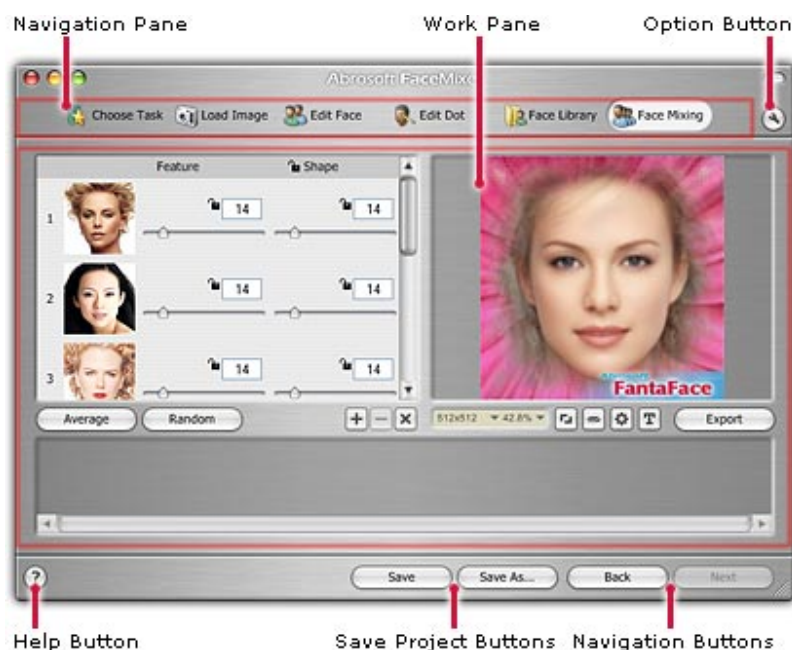 Navigation Pane
Work Pane
Option Button
Abrosoft FaceMixer
Choose Task
Load Image
Edit Face
Edit Dot
Face Library
Face Mixing
Feature
Shape
1
14
14
2
14
14
3
14
14
Abrosoft
FantaFace
Average
Random
512x512
42.8%
T
Export
?
Save
Save As...
Back
Next
Help Button
Save Project Buttons
Navigation Buttons